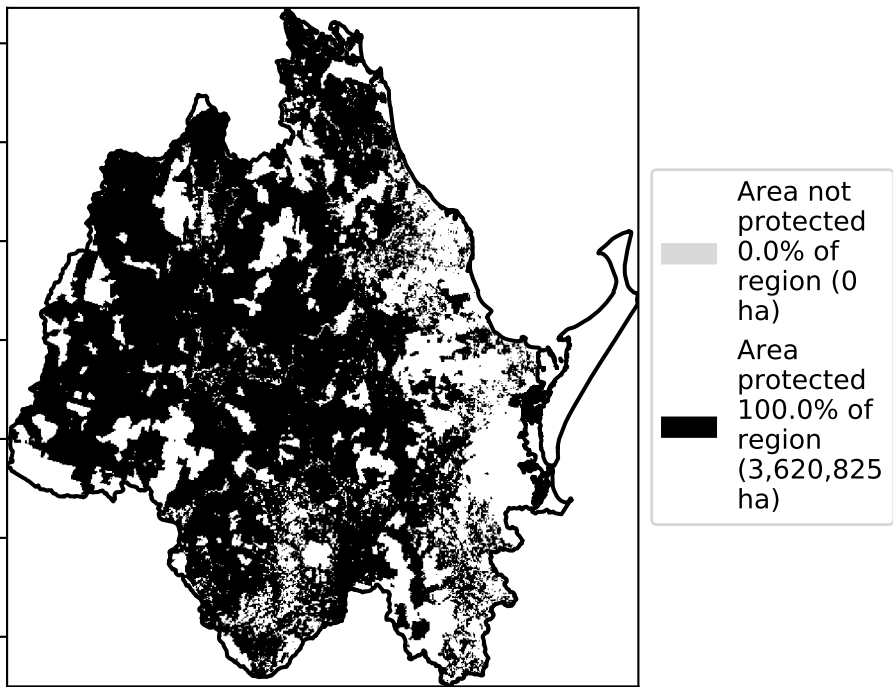 Area not
protected
0.0% of
region (0
ha)
Area
protected
100.0% of
region
(3,620,825
ha)